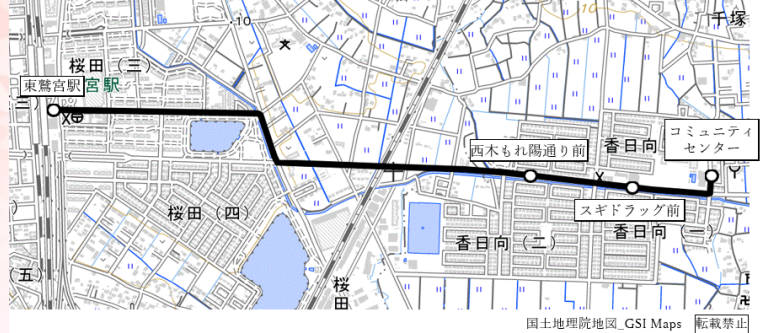 千塚
10
10
桜田（三）
東鷲宮駅
宮駅
三）
コミュニティ
センター
香日向
西木もれ陽通り前
スギドラッグ前
桜田（四）
香日向（二）
香日向（一）
（五）
桜田
国土地理院地図_GSI Maps
転載禁止